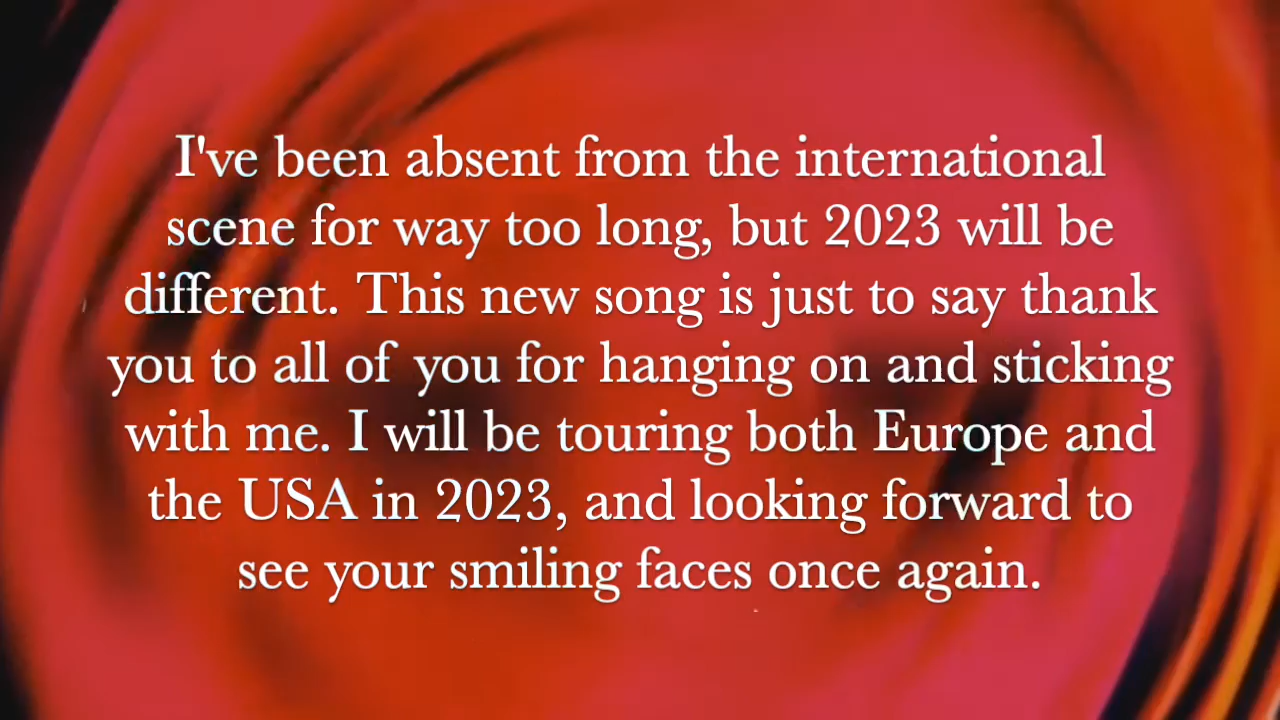 I've been absent from the international
scene for way too long, but 2023 will be
different. This new song is just to say thank
you to all of you for hanging on and sticking
with me. I will be touring both Europe and
the USA in 2023, and looking forward to
see your smiling faces once again.